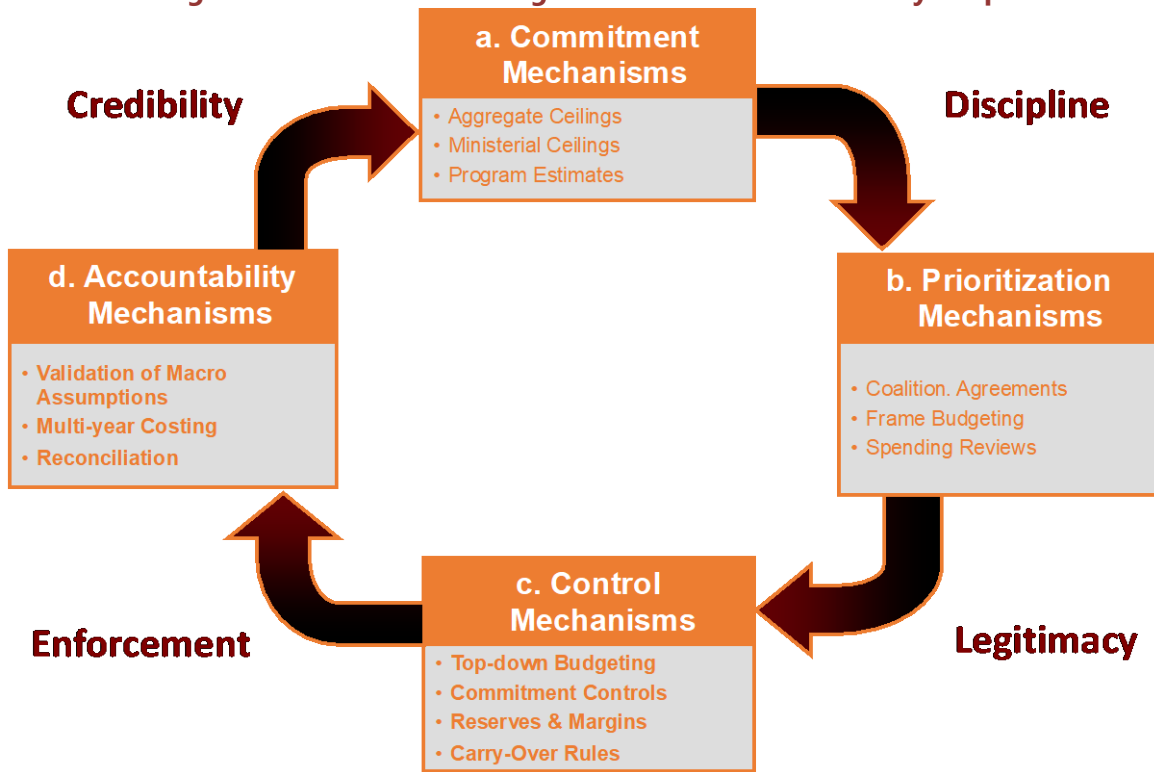 a. Commitment
Mechanisms
• Aggregate Ceilings
• Ministerial Ceilings
• Program Estimates
Credibility
Discipline
d. Accountability
Mechanisms
• Validation of Macro
Assumptions
• Multi-year Costing
• Reconciliation
b. Prioritization
Mechanisms
• Coalition. Agreements
• Frame Budgeting
• Spending Reviews
c. Control
Mechanisms
• Top-down Budgeting
• Commitment Controls
• Reserves & Margins
• Carry-Over Rules
Enforcement
Legitimacy